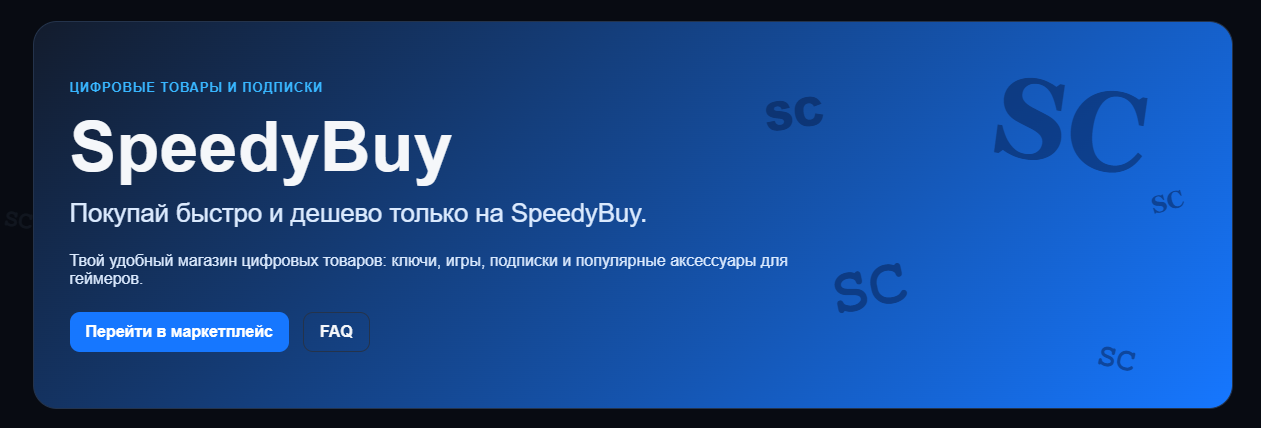 ЦИФРОВЫЕ ТОВАРЫ И ПОДПИСКИ
SpeedyBuy
Покупай быстро и дешево только на SpeedyBuy.
Твой удобный магазин цифровых товаров: ключи, игры, подписки и популярные аксессуары для
геймеров.
Перейти в маркетплейс
FAQ
SC
SC
SC
SC
SC
SC